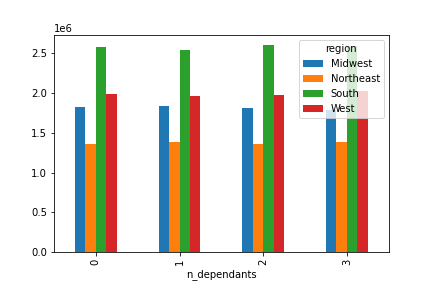 1e6
region
Midwest
Northeast
South
West
2.5
2.0
1.5
1.0
0.5
0.0
0 1 2 3
n_dependants